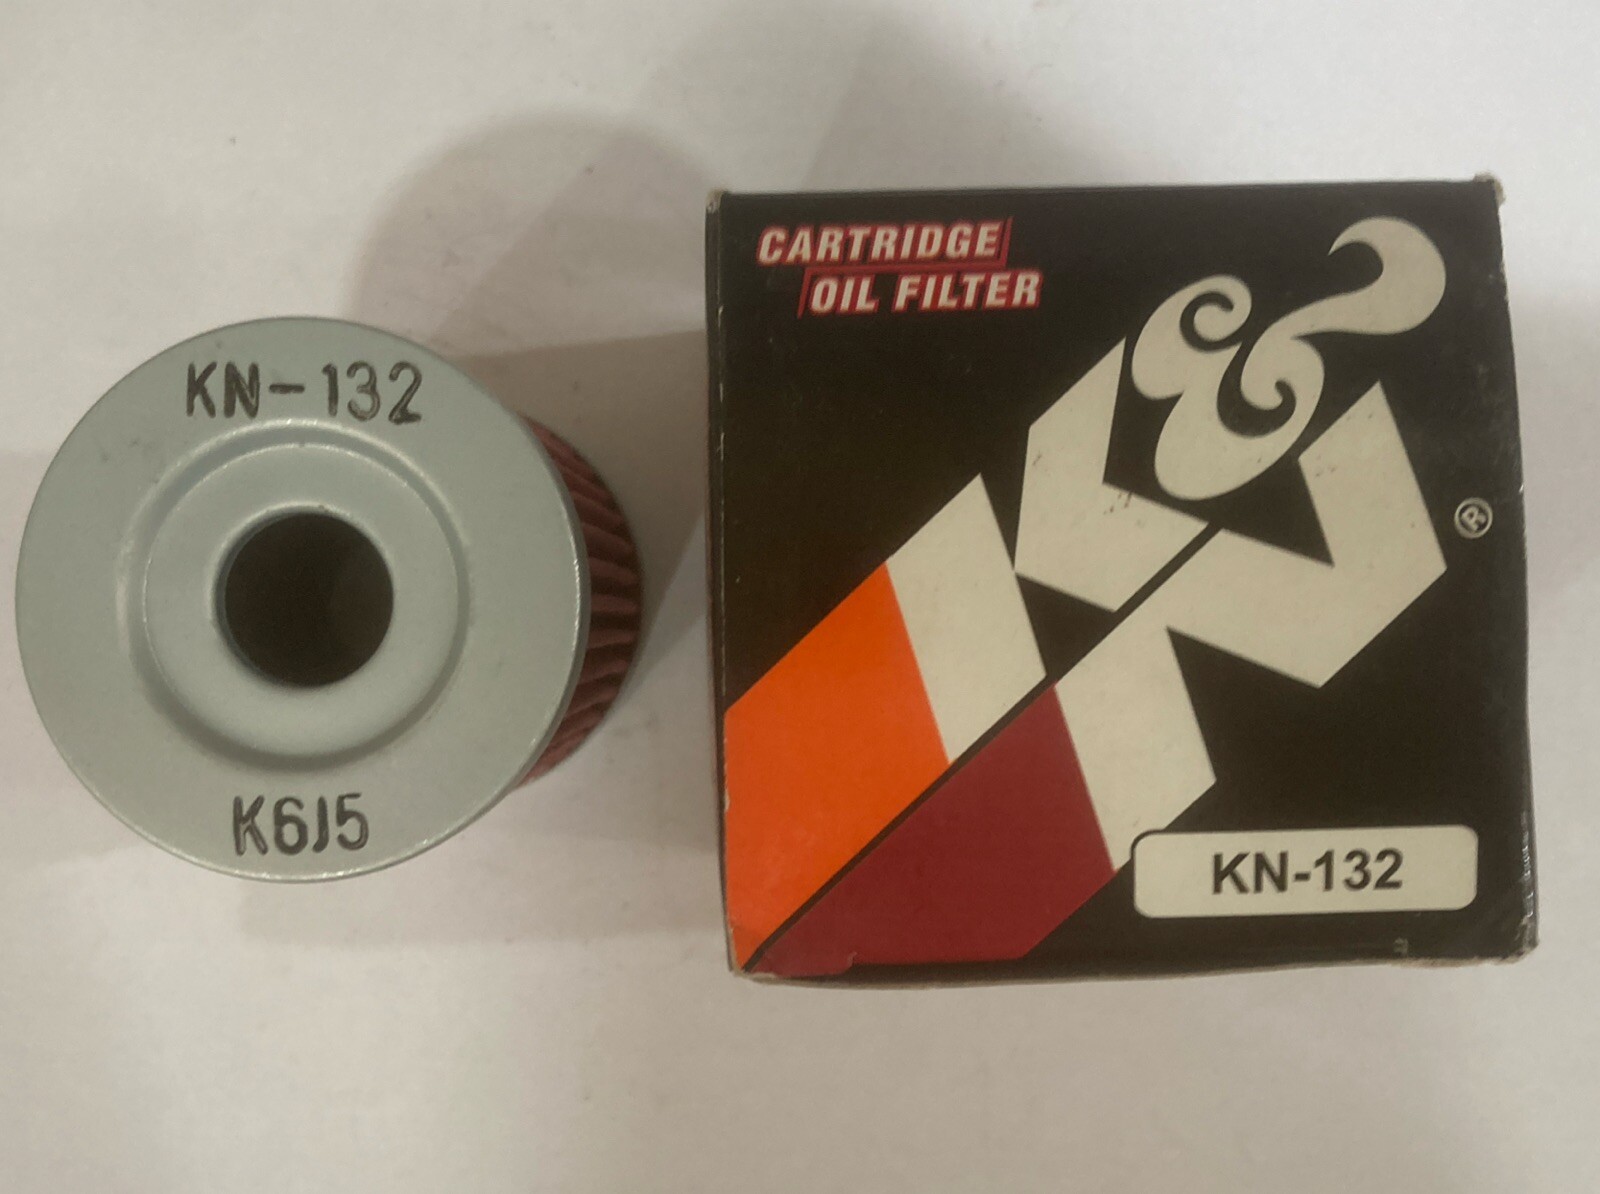 KN-132
K6J5
CARTRIDGE
OIL FILTER
K&N®
KN-132